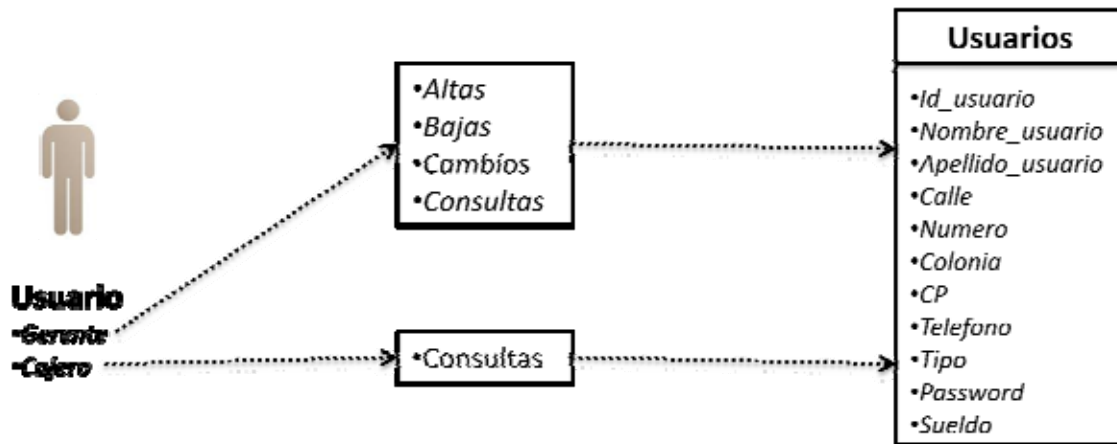 Usuario
•Gerente
•Cajero
•Altas
•Bajas
•Cambíos
•Consultas
•Consultas
Usuarios
•Id_usuario
•Nombre_usuario
•Apellido_usuario
•Calle
•Numero
•Colonia
•CP
•Telefono
•Tipo
•Password
•Sueldo